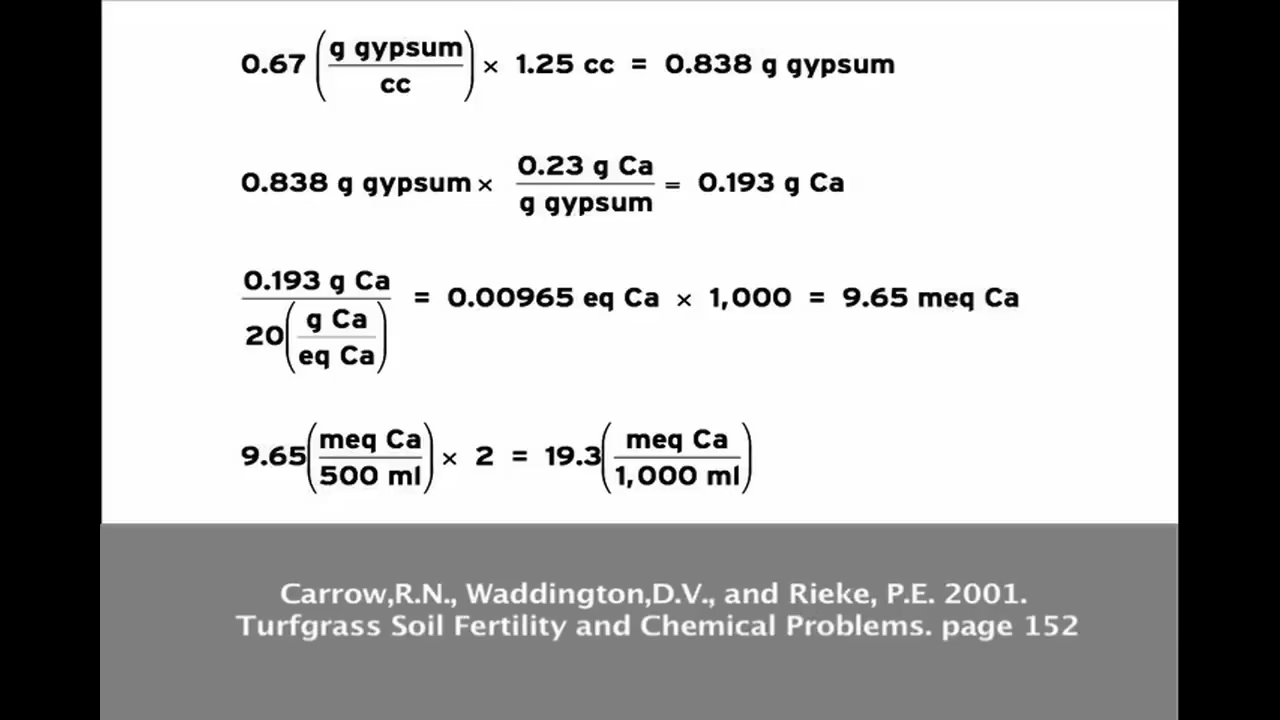 0.67 (g gypsum / cc) × 1.25 cc = 0.838 g gypsum
0.838 g gypsum × 0.23 g Ca / g gypsum = 0.193 g Ca
0.193 g Ca / 20 (g Ca / eq Ca) = 0.00965 eq Ca × 1,000 = 9.65 meq Ca
9.65 (meq Ca / 500 ml) × 2 = 19.3 (meq Ca / 1,000 ml)
Carrow,R.N., Waddington,D.V., and Rieke, P.E. 2001.
Turfgrass Soil Fertility and Chemical Problems. page 152